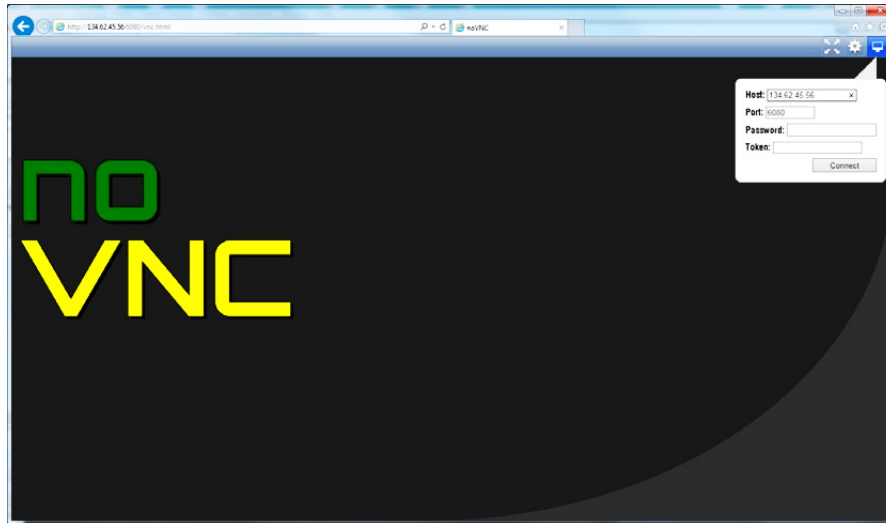 http://134.62.45.56:6080/vnc.html
noVNC
Host: 134.62.45.56
Port: 6080
Password:
Token:
Connect
no
VNC